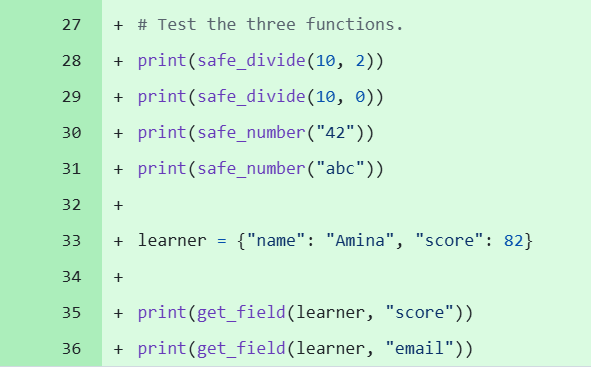 27 + # Test the three functions.
28 + print(safe_divide(10, 2))
29 + print(safe_divide(10, 0))
30 + print(safe_number("42"))
31 + print(safe_number("abc"))
32 +
33 + learner = {"name": "Amina", "score": 82}
34 +
35 + print(get_field(learner, "score"))
36 + print(get_field(learner, "email"))